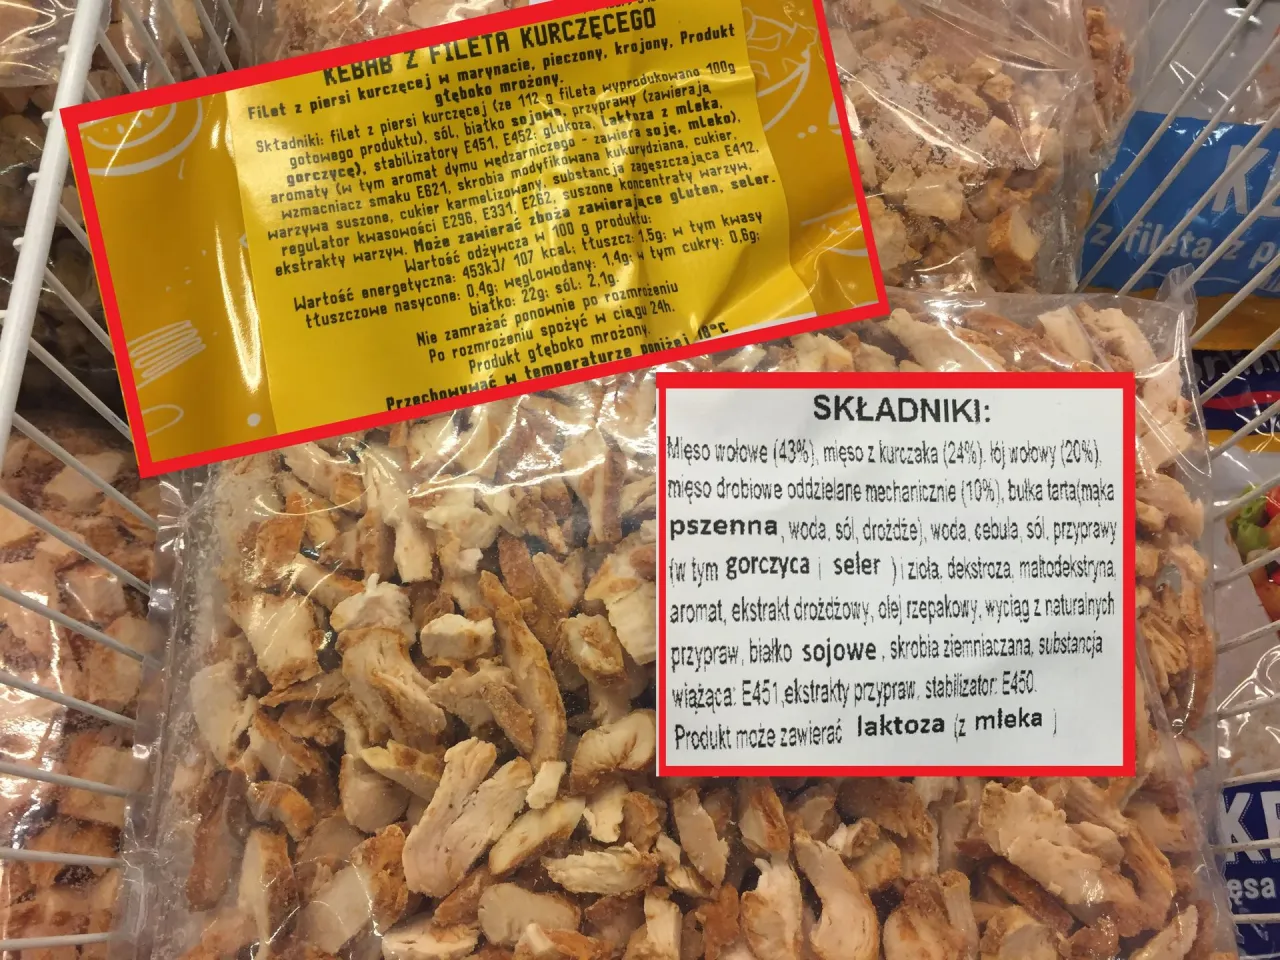 KEBAB Z FILETA KURCZĘCEGO
Filet z piersi kurczęcej w marynacie, pieczony, krojony, Produkt
głęboko mrożony.
Składniki: filet z piersi kurczęcej (ze 112 g fileta wyprodukowano 100g
gotowego produktu), sól, białko sojowe, przyprawy (zawierają
gorczycę), stabilizatory E451, E452, glukoza, laktoza z mleka,
aromaty (w tym aromat dymu wędzarniczego - zawiera soję, mleko),
wzmacniacz smaku E621, skrobia modyfikowana kukurydziana, cukier,
warzywa suszone, cukier karmelizowany, substancja zagęszczająca E412,
regulator kwasowości E296, E331, E262, suszone koncentraty warzyw,
ekstrakty warzyw. Może zawierać zboża zawierające gluten, seler.
Wartość odżywcza w 100 g produktu:
Wartość energetyczna: 453kJ/ 107 kcal; tłuszcz: 1,5g; w tym kwasy
tłuszczowe nasycone: 0,4g; węglowodany: 1,4g; w tym cukry: 0,6g;
białko: 22g; sól: 2,1g.
Nie zamrażać ponownie po rozmrożeniu
Po rozmrożeniu spożyć w ciągu 24h.
Produkt głęboko mrożony.
Przechowywać w temperaturze poniżej 18°C
z fileta z p
SKŁADNIKI:
Mięso wołowe (43%), mięso z kurczaka (24%), łój wołowy (20%),
mięso drobiowe oddzielane mechanicznie (10%), bułka tarta(mąka
pszenna, woda, sól, drożdże), woda, cebula, sól, przyprawy
(w tym gorczyca i seler ) i zioła, dekstroza, maltodekstryna,
aromat, ekstrakt drożdżowy, olej rzepakowy, wyciąg z naturalnych
przypraw, białko sojowe, skrobia ziemniaczana, substancja
wiążąca: E451,ekstrakty przypraw, stabilizator: E450.
Produkt może zawierać laktoza (z mleka )